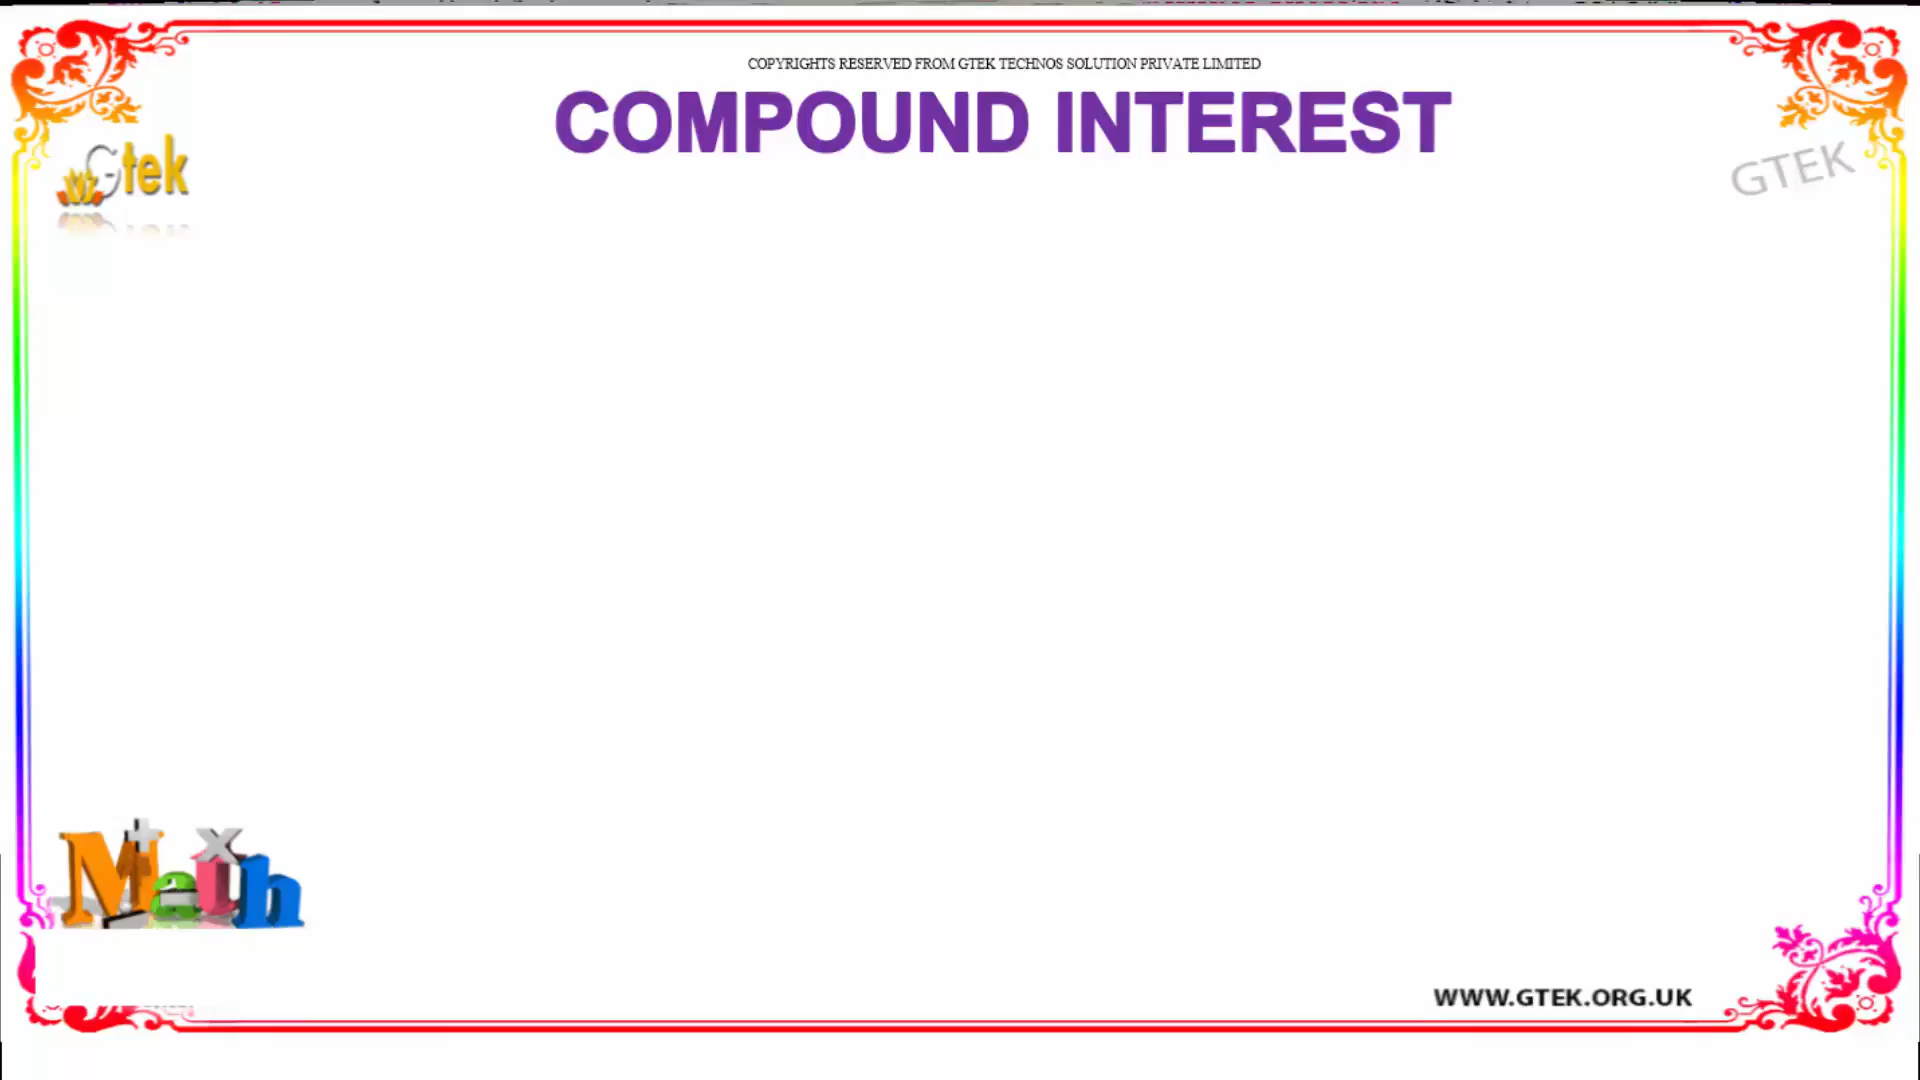 COPYRIGHTS RESERVED FROM GTEK TECHNOS SOLUTION PRIVATE LIMITED
COMPOUND INTEREST
Gtek
GTEK
Math
WWW.GTEK.ORG.UK